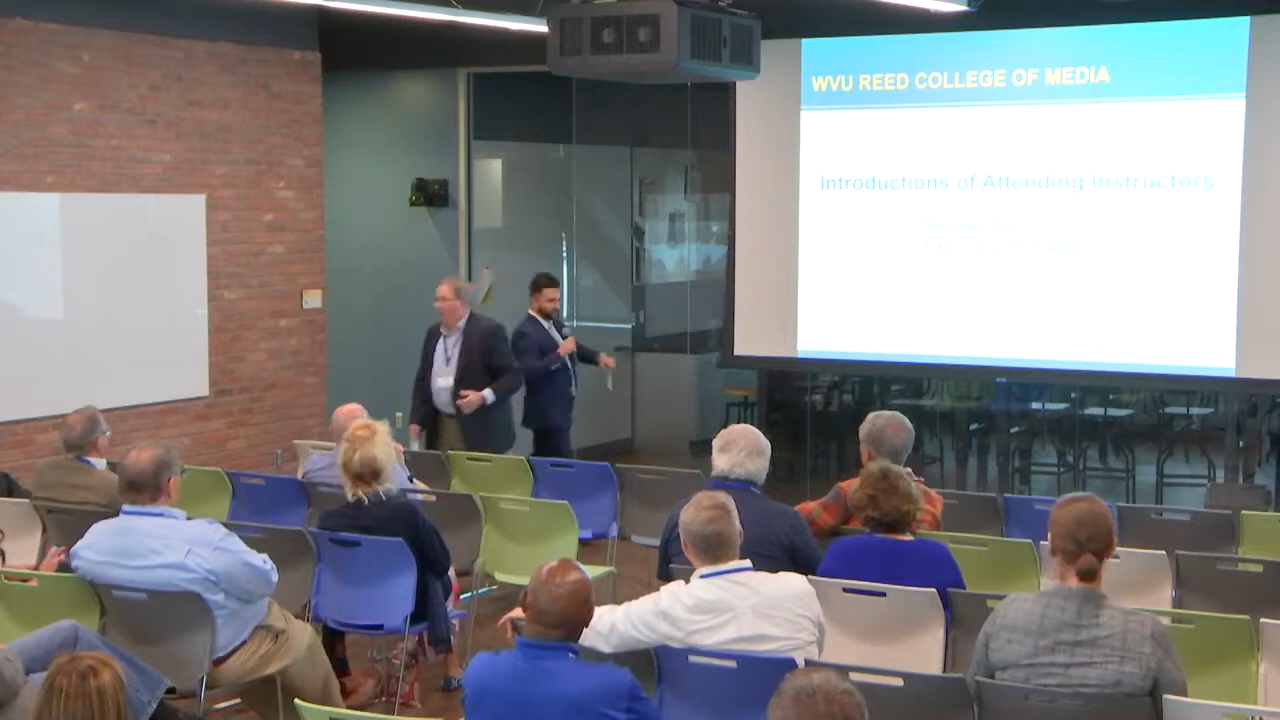 WVU REED COLLEGE OF MEDIA
Introductions of Attending Instructors